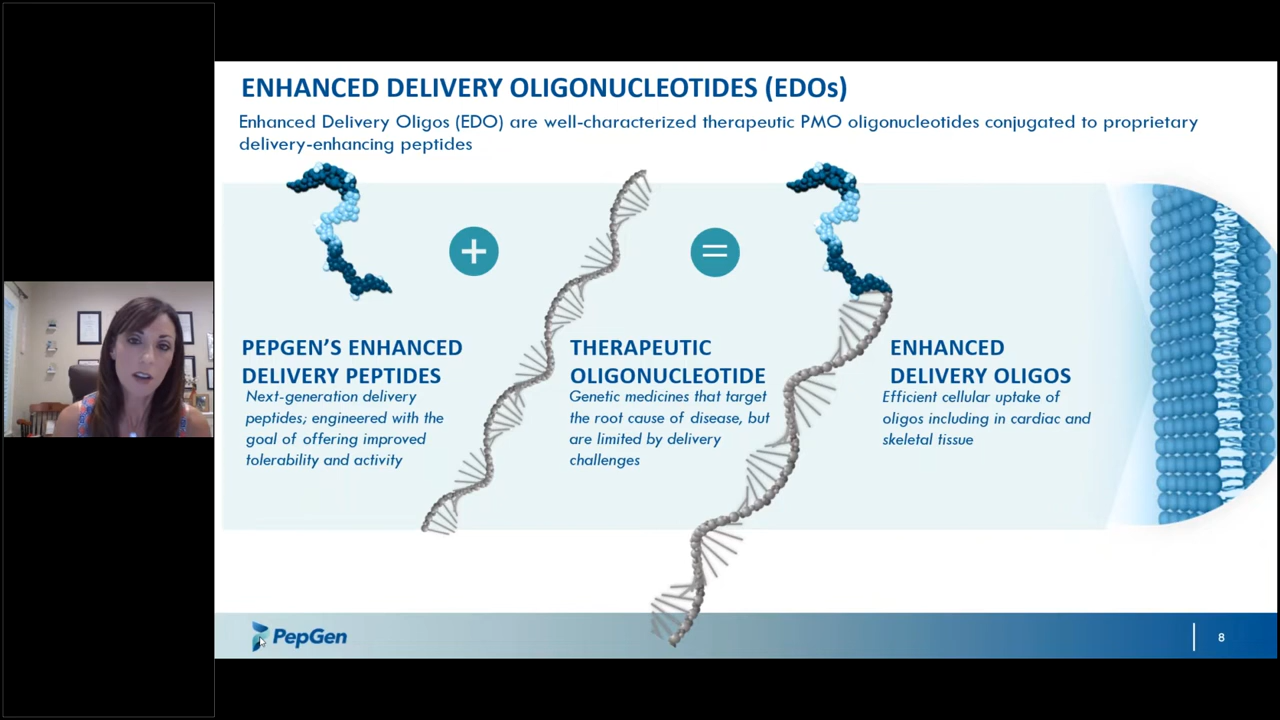 ENHANCED DELIVERY OLIGONUCLEOTIDES (EDOs)
Enhanced Delivery Oligos (EDO) are well-characterized therapeutic PMO oligonucleotides conjugated to proprietary
delivery-enhancing peptides
+
=
PEPGEN'S ENHANCED
DELIVERY PEPTIDES
Next-generation delivery
peptides; engineered with the
goal of offering improved
tolerability and activity
THERAPEUTIC
OLIGONUCLEOTIDE
Genetic medicines that target
the root cause of disease, but
are limited by delivery
challenges
ENHANCED
DELIVERY OLIGOS
Efficient cellular uptake of
oligos including in cardiac and
skeletal tissue
PepGen
8